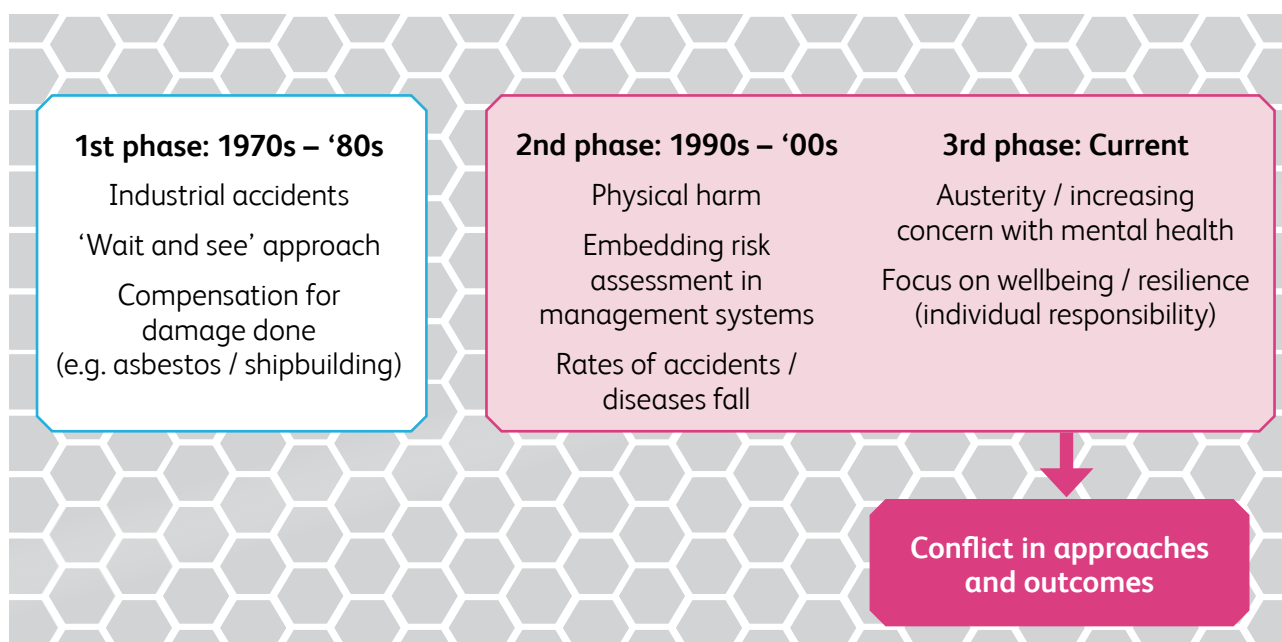 1st phase: 1970s – ‘80s
Industrial accidents
‘Wait and see’ approach
Compensation for
damage done
(e.g. asbestos / shipbuilding)
2nd phase: 1990s – ‘00s
Physical harm
Embedding risk
assessment in
management systems
Rates of accidents /
diseases fall
3rd phase: Current
Austerity / increasing
concern with mental health
Focus on wellbeing / resilience
(individual responsibility)
Conflict in approaches
and outcomes